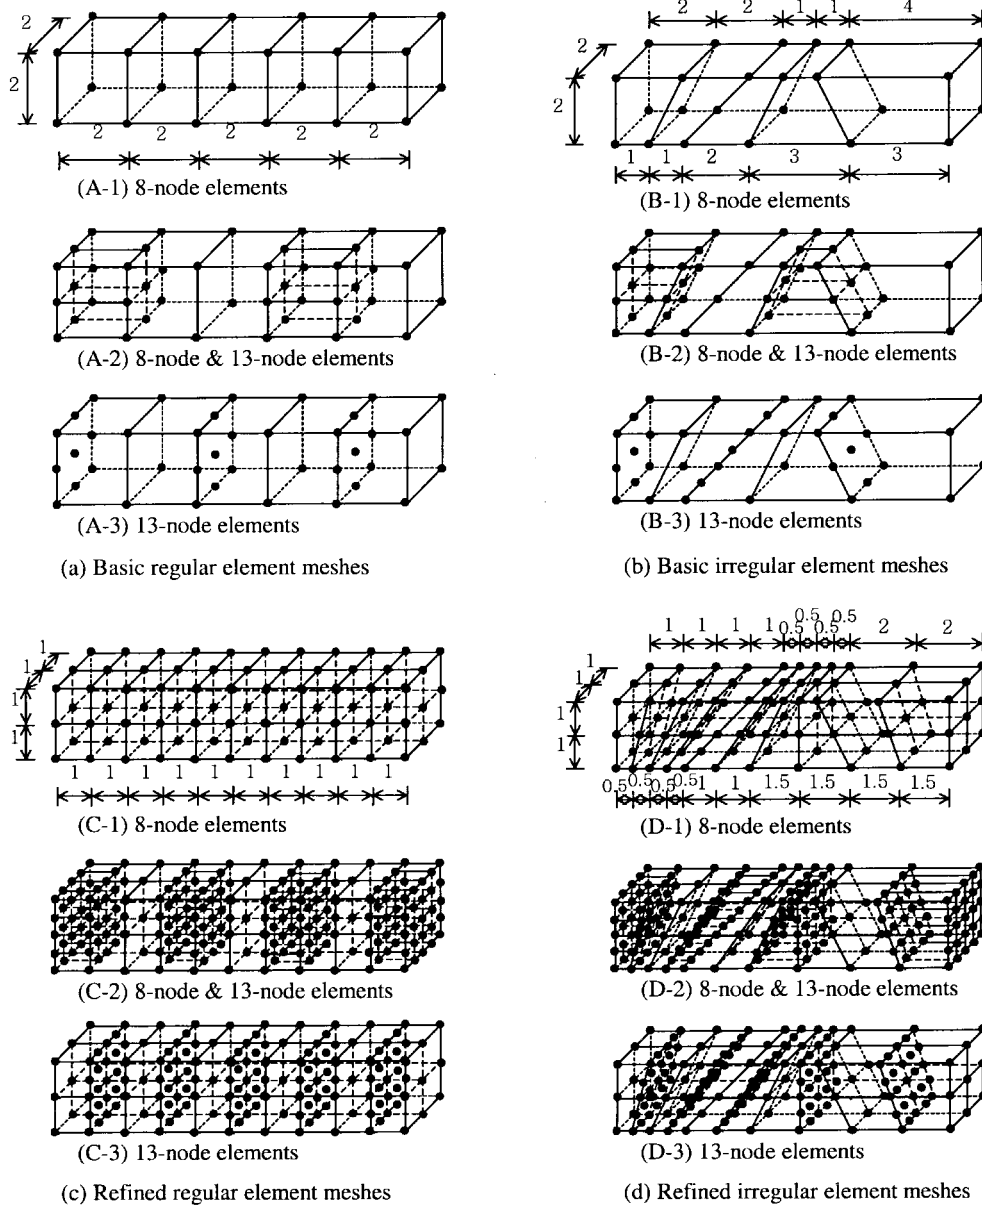 2
2
2 2 2 2 2
(A-1) 8-node elements
(A-2) 8-node & 13-node elements
(A-3) 13-node elements
(a) Basic regular element meshes
2 2 1 1 4
2
2
1 1 2 3 3
(B-1) 8-node elements
(B-2) 8-node & 13-node elements
(B-3) 13-node elements
(b) Basic irregular element meshes
1
1
1
1
1 1 1 1 1 1 1 1 1 1
(C-1) 8-node elements
(C-2) 8-node & 13-node elements
(C-3) 13-node elements
(c) Refined regular element meshes
1 1 1 1 0.5 0.5 0.5 0.5 2 2
1
1
1
1
0.5 0.5 0.5 0.5 1 1 1.5 1.5 1.5 1.5
(D-1) 8-node elements
(D-2) 8-node & 13-node elements
(D-3) 13-node elements
(d) Refined irregular element meshes